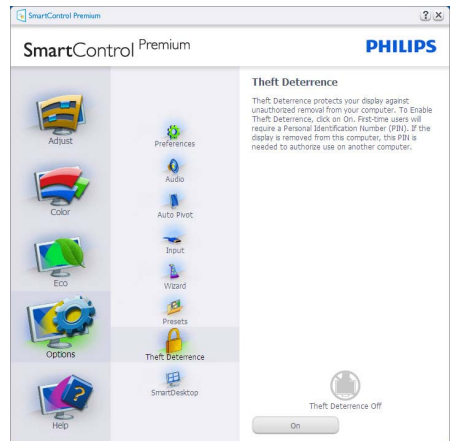 SmartControl Premium
SmartControl Premium
PHILIPS
Adjust
Color
Eco
Options
Help
Preferences
Audio
Auto Pivot
Input
Wizard
Presets
Theft Deterrence
SmartDesktop
Theft Deterrence
Theft Deterrence protects your display against
unauthorized removal from your computer. To Enable
Theft Deterrence, click on On. First-time users will
require a Personal Identification Number (PIN). If the
display is removed from this computer, this PIN is
needed to authorize use on another computer.
Theft Deterrence Off
On